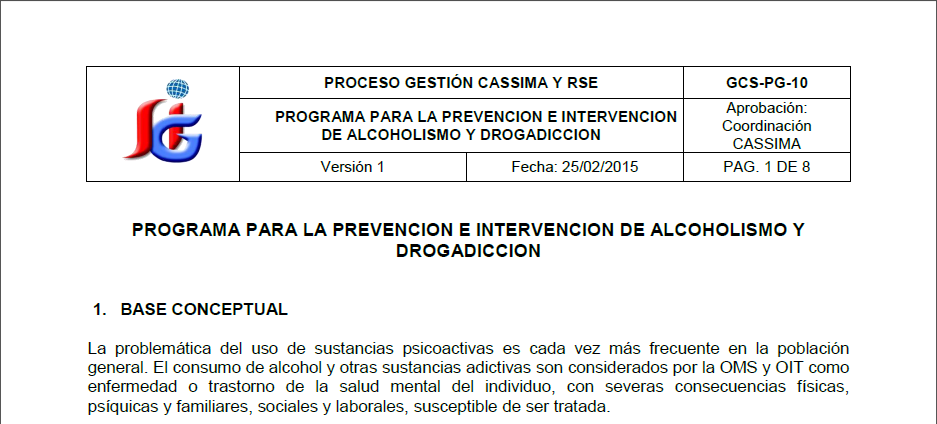 PROCESO GESTIÓN CASSIMA Y RSE
GCS-PG-10
PROGRAMA PARA LA PREVENCION E INTERVENCION
DE ALCOHOLISMO Y DROGADICCION
Aprobación:
Coordinación
CASSIMA
Versión 1
Fecha: 25/02/2015
PAG. 1 DE 8
PROGRAMA PARA LA PREVENCION E INTERVENCION DE ALCOHOLISMO Y
DROGADICCION
1. BASE CONCEPTUAL
La problemática del uso de sustancias psicoactivas es cada vez más frecuente en la población
general. El consumo de alcohol y otras sustancias adictivas son considerados por la OMS y OIT como
enfermedad o trastorno de la salud mental del individuo, con severas consecuencias físicas,
psíquicas y familiares, sociales y laborales, susceptible de ser tratada.